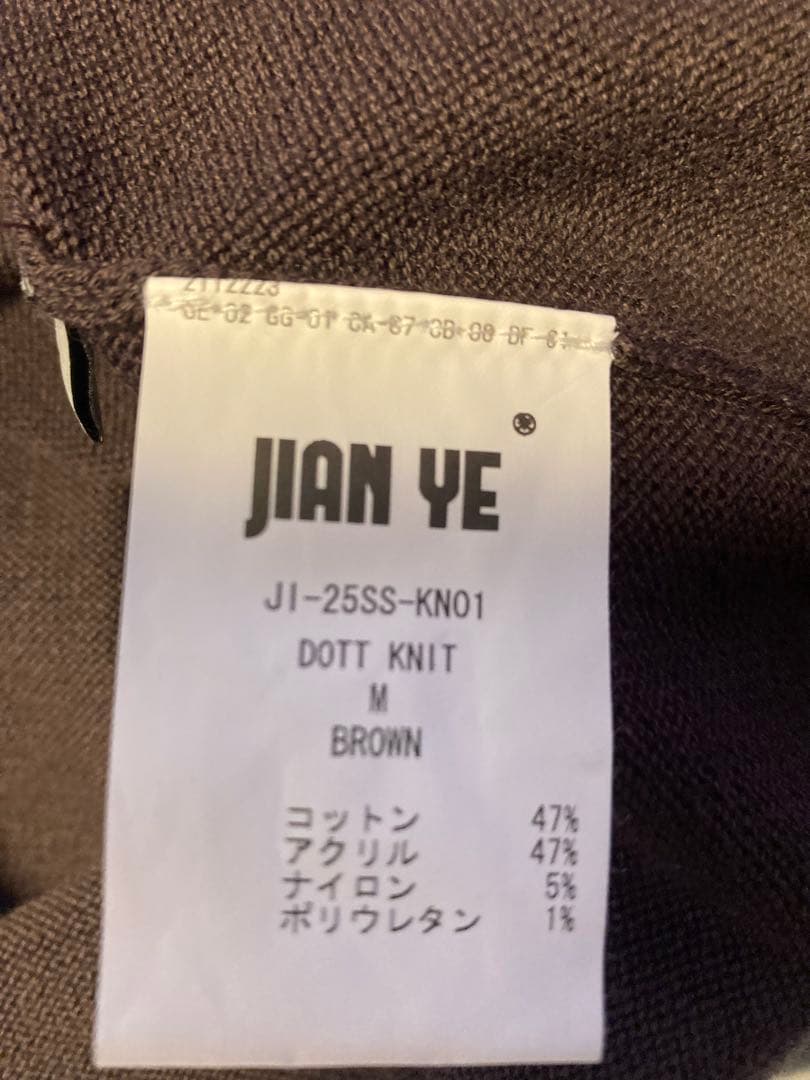 JIAN YE
JI-25SS-KN01
DOTT KNIT
M
BROWN
コットン 47%
アクリル 47%
ナイロン 5%
ポリウレタン 1%